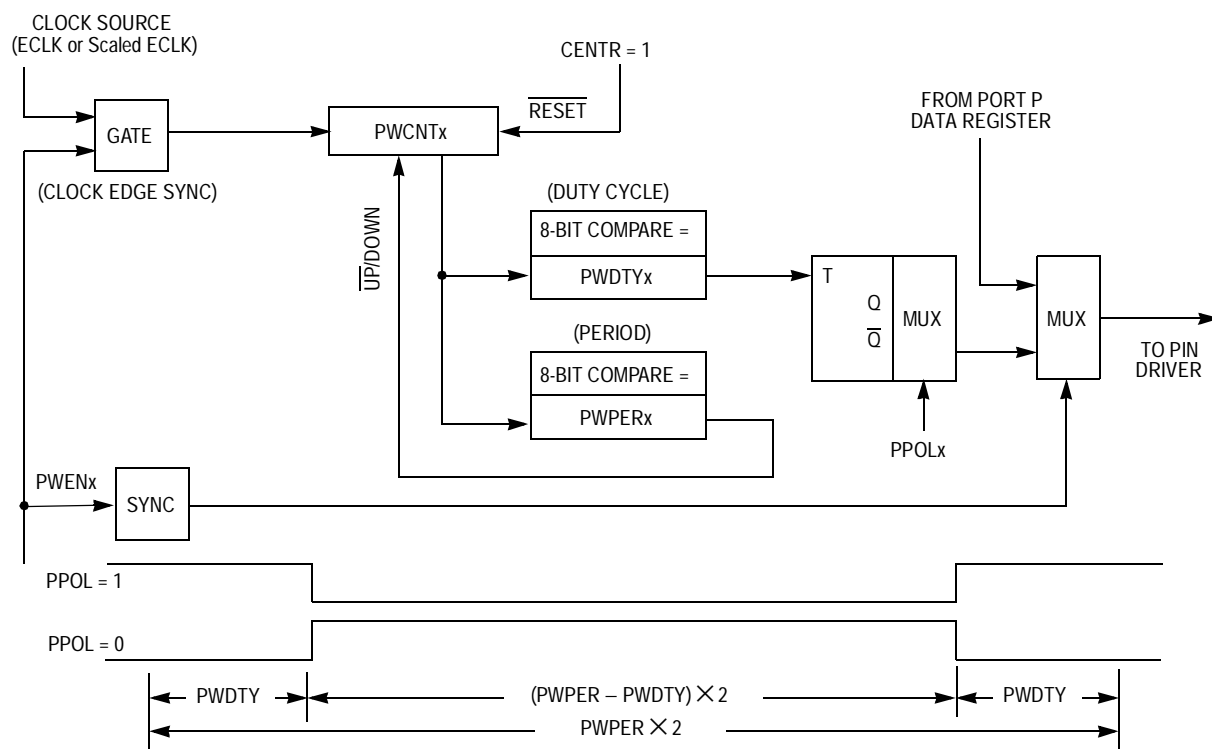 CLOCK SOURCE
(ECLK or Scaled ECLK)
CENTR = 1
GATE
(CLOCK EDGE SYNC)
PWCNTx
RESET
FROM PORT P
DATA REGISTER
UP/DOWN
(DUTY CYCLE)
8-BIT COMPARE =
PWDTYx
(PERIOD)
8-BIT COMPARE =
PWPERx
T
Q
Q
MUX
PPOLx
MUX
TO PIN
DRIVER
PWENx
SYNC
PPOL = 1
PPOL = 0
PWDTY
(PWPER – PWDTY) × 2
PWDTY
PWPER × 2